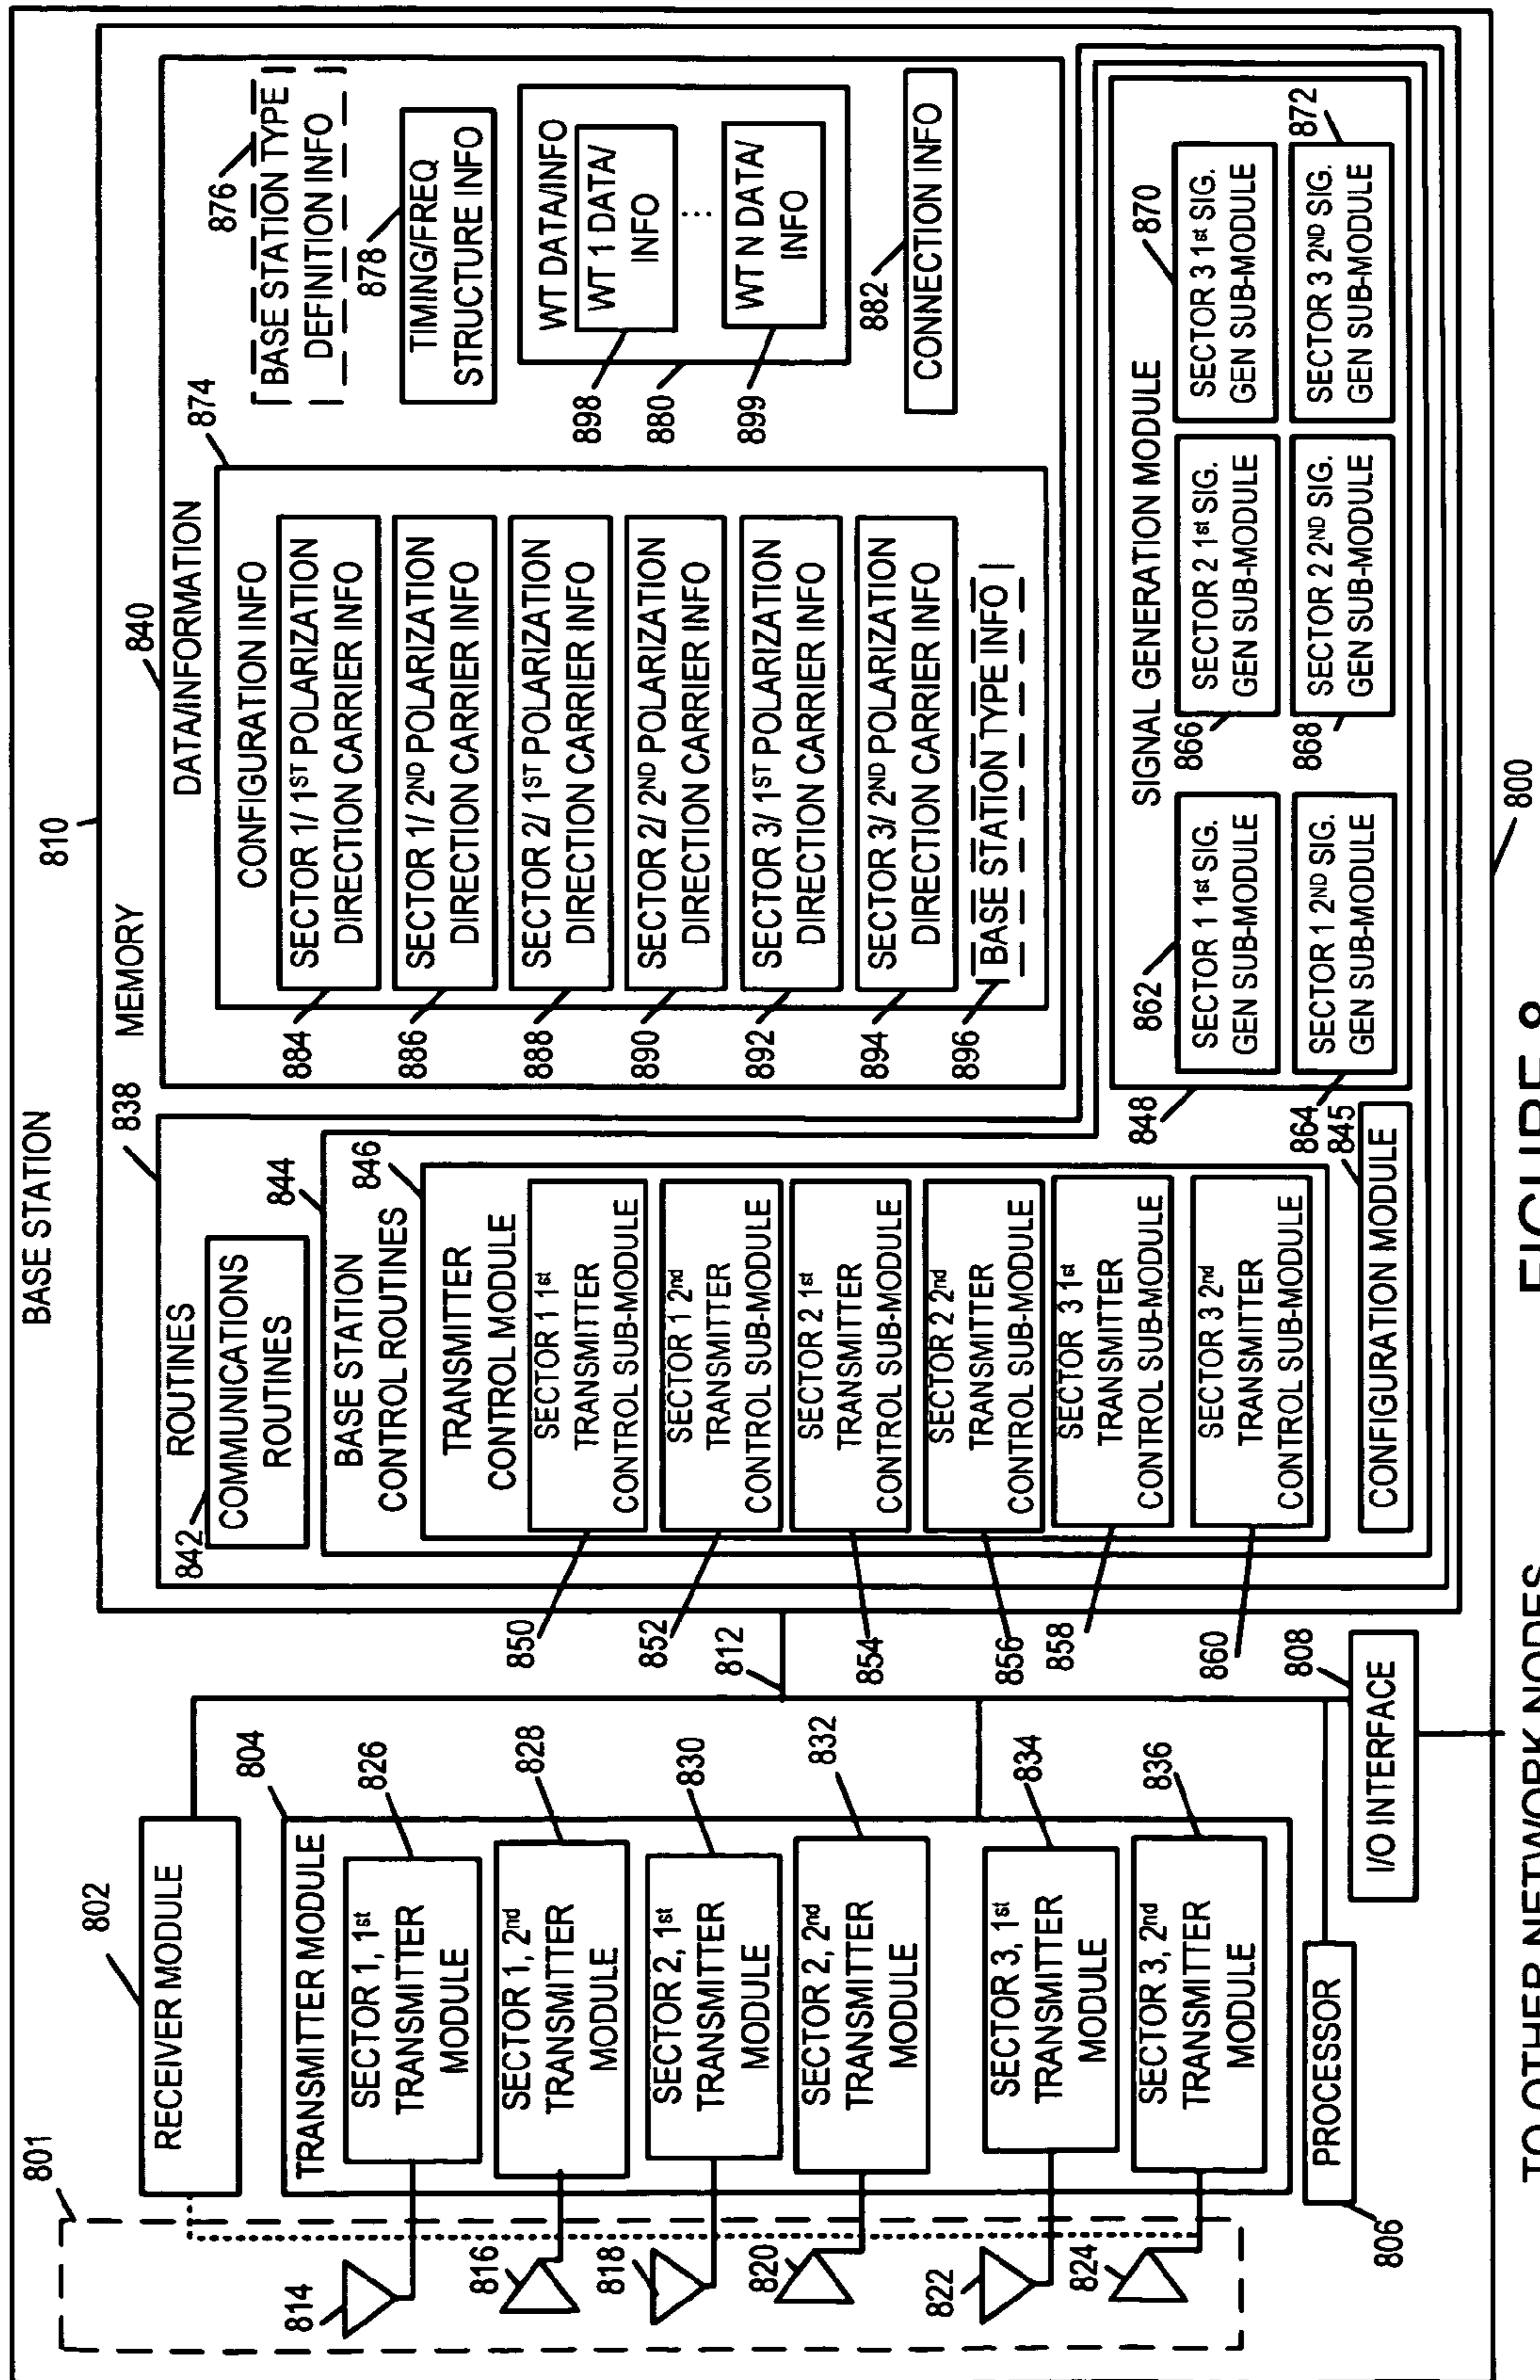 BASE STATION
801
802
RECEIVER MODULE
804
TRANSMITTER MODULE
826
SECTOR 1, 1st
TRANSMITTER
MODULE
828
SECTOR 1, 2nd
TRANSMITTER
MODULE
830
SECTOR 2, 1st
TRANSMITTER
MODULE
832
SECTOR 2, 2nd
TRANSMITTER
MODULE
834
SECTOR 3, 1st
TRANSMITTER
MODULE
836
SECTOR 3, 2nd
TRANSMITTER
MODULE
814
816
818
820
822
824
PROCESSOR
806
I/O INTERFACE
808
812
TO OTHER NETWORK NODES
810
MEMORY
838
ROUTINES
842
COMMUNICATIONS
ROUTINES
844
BASE STATION
CONTROL ROUTINES
846
TRANSMITTER
CONTROL MODULE
SECTOR 1 1st
TRANSMITTER
CONTROL SUB-MODULE
850
SECTOR 1 2nd
TRANSMITTER
CONTROL SUB-MODULE
852
SECTOR 2 1st
TRANSMITTER
CONTROL SUB-MODULE
854
SECTOR 2 2nd
TRANSMITTER
CONTROL SUB-MODULE
856
SECTOR 3 1st
TRANSMITTER
CONTROL SUB-MODULE
858
SECTOR 3 2nd
TRANSMITTER
CONTROL SUB-MODULE
860
845
CONFIGURATION MODULE
848
SIGNAL GENERATION MODULE
862
SECTOR 1 1st SIG.
GEN SUB-MODULE
864
SECTOR 1 2ND SIG.
GEN SUB-MODULE
866
SECTOR 2 1st SIG.
GEN SUB-MODULE
868
SECTOR 2 2ND SIG.
GEN SUB-MODULE
870
SECTOR 3 1st SIG.
GEN SUB-MODULE
872
SECTOR 3 2ND SIG.
GEN SUB-MODULE
840
DATA/INFORMATION
874
CONFIGURATION INFO
884
SECTOR 1/ 1ST POLARIZATION
DIRECTION CARRIER INFO
886
SECTOR 1/ 2ND POLARIZATION
DIRECTION CARRIER INFO
888
SECTOR 2/ 1ST POLARIZATION
DIRECTION CARRIER INFO
890
SECTOR 2/ 2ND POLARIZATION
DIRECTION CARRIER INFO
892
SECTOR 3/ 1ST POLARIZATION
DIRECTION CARRIER INFO
894
SECTOR 3/ 2ND POLARIZATION
DIRECTION CARRIER INFO
896
BASE STATION TYPE INFO
876
BASE STATION TYPE
DEFINITION INFO
878
TIMING/FREQ
STRUCTURE INFO
WT DATA/INFO
WT 1 DATA/
INFO
898
880
WT N DATA/
INFO
899
882
CONNECTION INFO
800
FIGURE 8